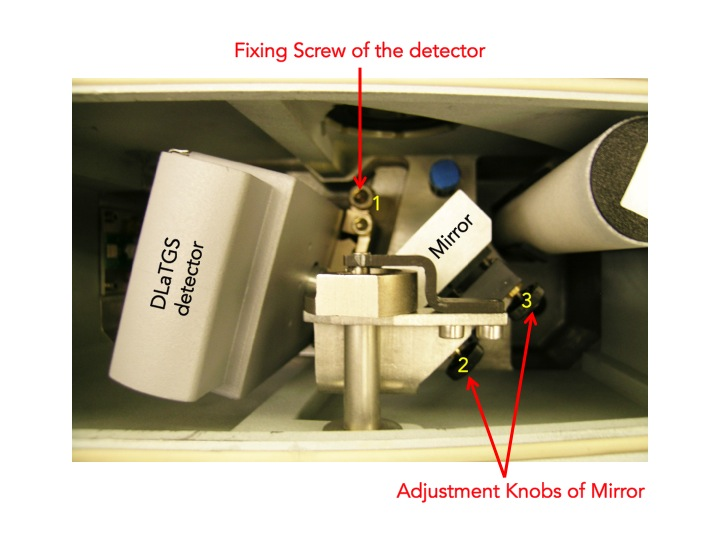 Fixing Screw of the detector
1
Mirror
DLaTGS
detector
3
2
Adjustment Knobs of Mirror